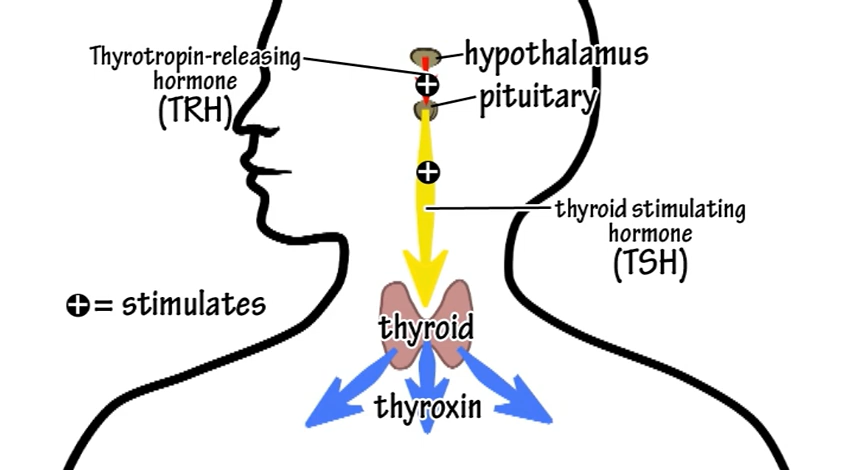 Thyrotropin-releasing
hormone
(TRH)
hypothalamus
pituitary
thyroid stimulating
hormone
(TSH)
= stimulates
thyroid
thyroxin